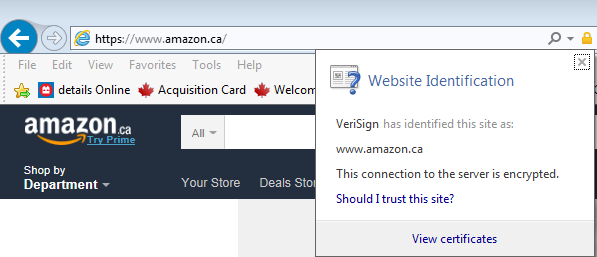 https://www.amazon.ca/
File Edit View Favorites Tools Help
details Online Acquisition Card Welcom
amazon.ca
Try Prime
All
Shop by
Department
Your Store Deals Stor
Website Identification
VeriSign has identified this site as:
www.amazon.ca
This connection to the server is encrypted.
Should I trust this site?
View certificates